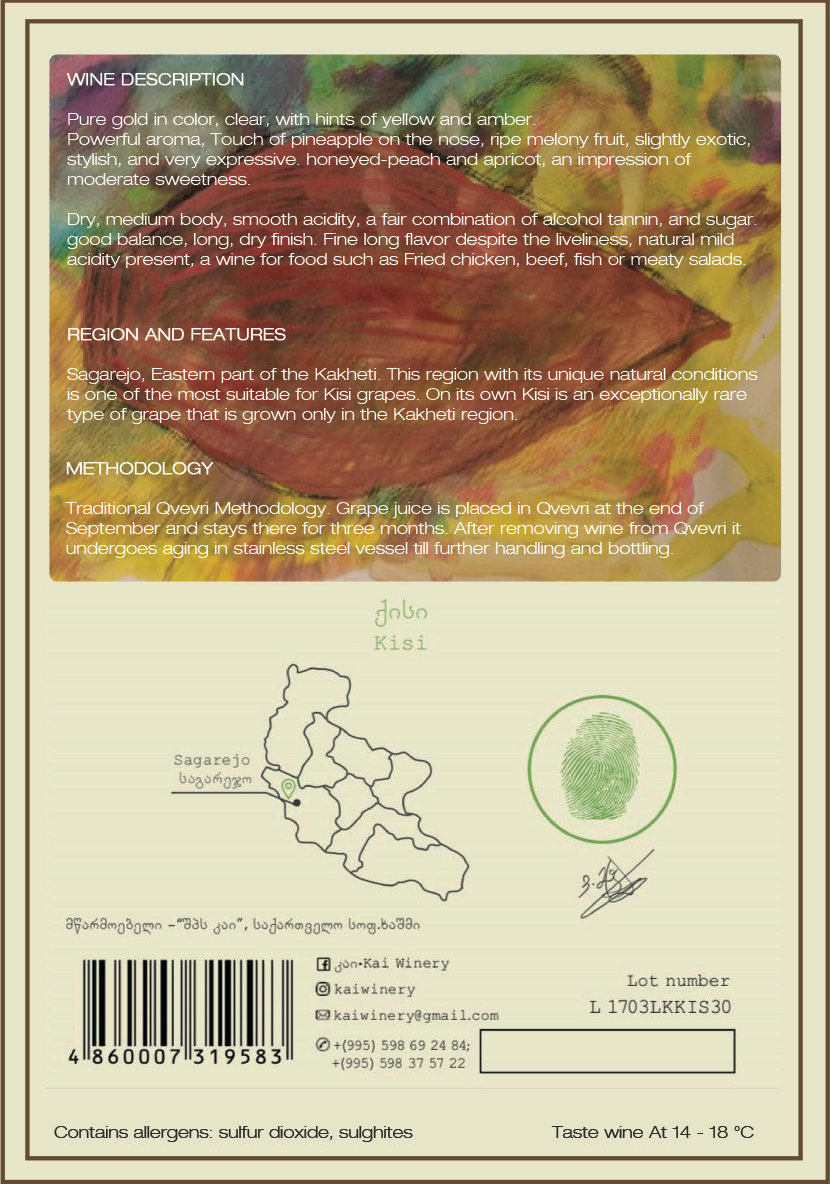 WINE DESCRIPTION
Pure gold in color, clear, with hints of yellow and amber.
Powerful aroma, Touch of pineapple on the nose, ripe melony fruit, slightly exotic,
stylish, and very expressive. honeyed-peach and apricot, an impression of
moderate sweetness.
Dry, medium body, smooth acidity, a fair combination of alcohol tannin, and sugar.
good balance, long, dry finish. Fine long flavor despite the liveliness, natural mild
acidity present, a wine for food such as Fried chicken, beef, fish or meaty salads.
REGION AND FEATURES
Sagarejo, Eastern part of the Kakheti. This region with its unique natural conditions
is one of the most suitable for Kisi grapes. On its own Kisi is an exceptionally rare
type of grape that is grown only in the Kakheti region.
METHODOLOGY
Traditional Qvevri Methodology. Grape juice is placed in Qvevri at the end of
September and stays there for three months. After removing wine from Qvevri it
undergoes aging in stainless steel vessel till further handling and bottling.
ქისი
Kisi
Sagarejo
საგარეჯო
მწარმოებელი -“შპს კაი”, საქართველო სოფ.ხაშმი
კაი•Kai Winery
kaiwinery
kaiwinery@gmail.com
+(995) 598 69 24 84;
+(995) 598 37 57 22
Lot number
L 1703LKKIS30
4 860007 319583
Contains allergens: sulfur dioxide, sulghites
Taste wine At 14 - 18 °C